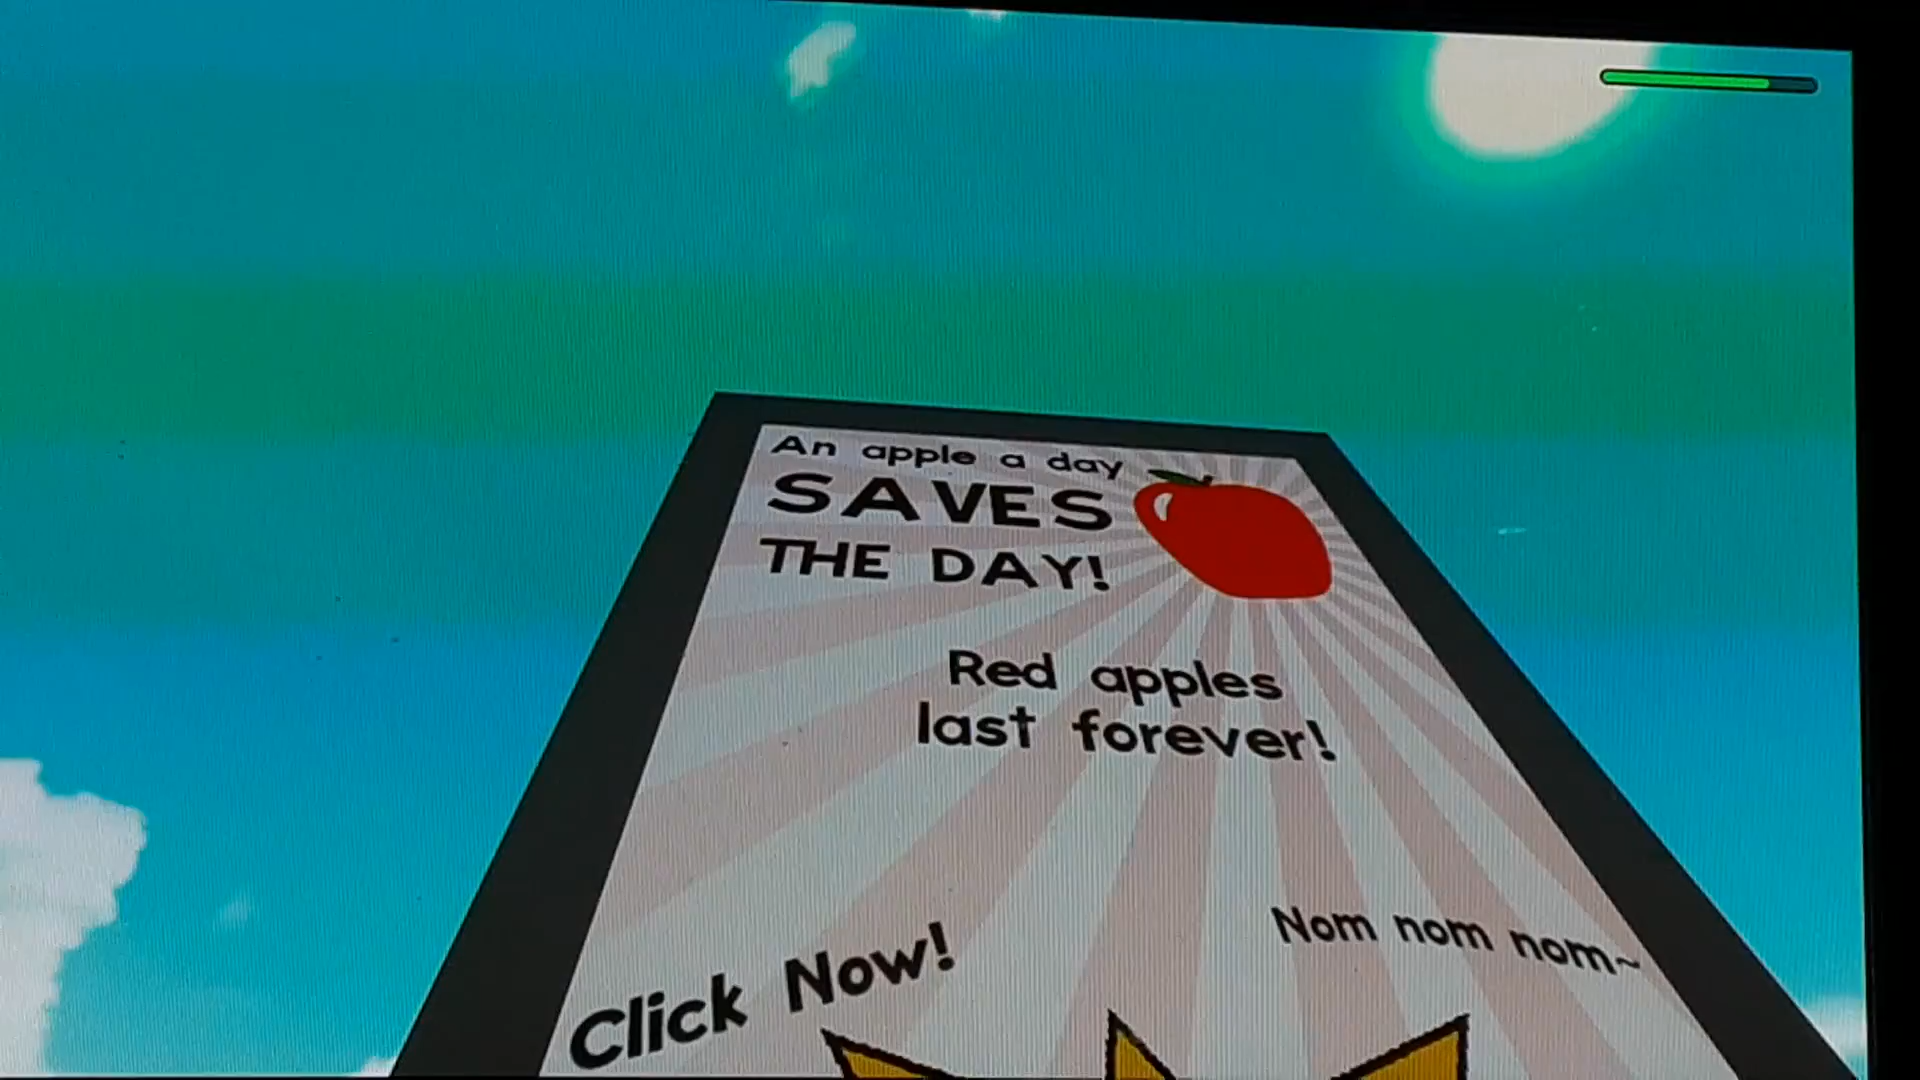 An apple a day
SAVES
THE DAY!
Red apples
last forever!
Click Now!
Nom nom nom~